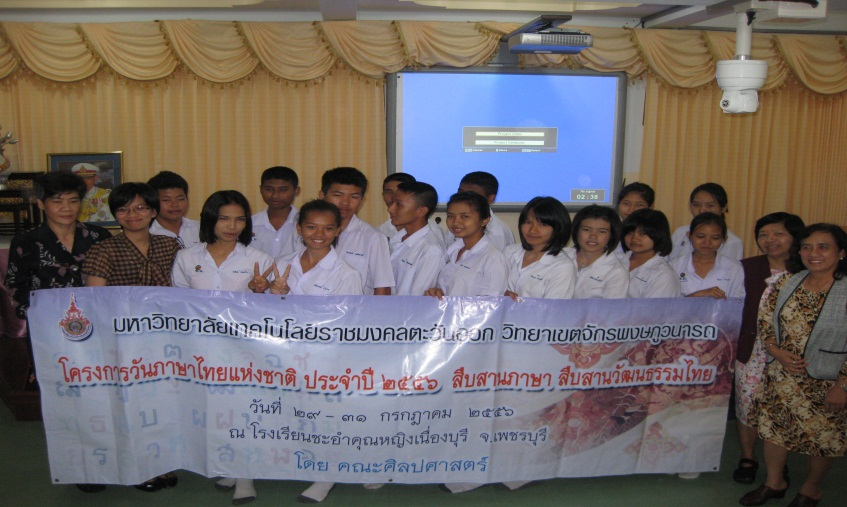 มหาวิทยาลัยเทคโนโลยีราชมงคลตะวันออก วิทยาเขตจักรพงษภูวนารถ
โครงการวันภาษาไทยแห่งชาติ ประจำปี ๒๕๕๖ สืบสานภาษา สืบสานวัฒนธรรมไทย
วันที่ ๒๙ - ๓๑ กรกฎาคม ๒๕๕๖
ณ โรงเรียนชะอำคุณหญิงเนื่องบุรี จ.เพชรบุรี
โดย คณะศิลปศาสตร์
02:38